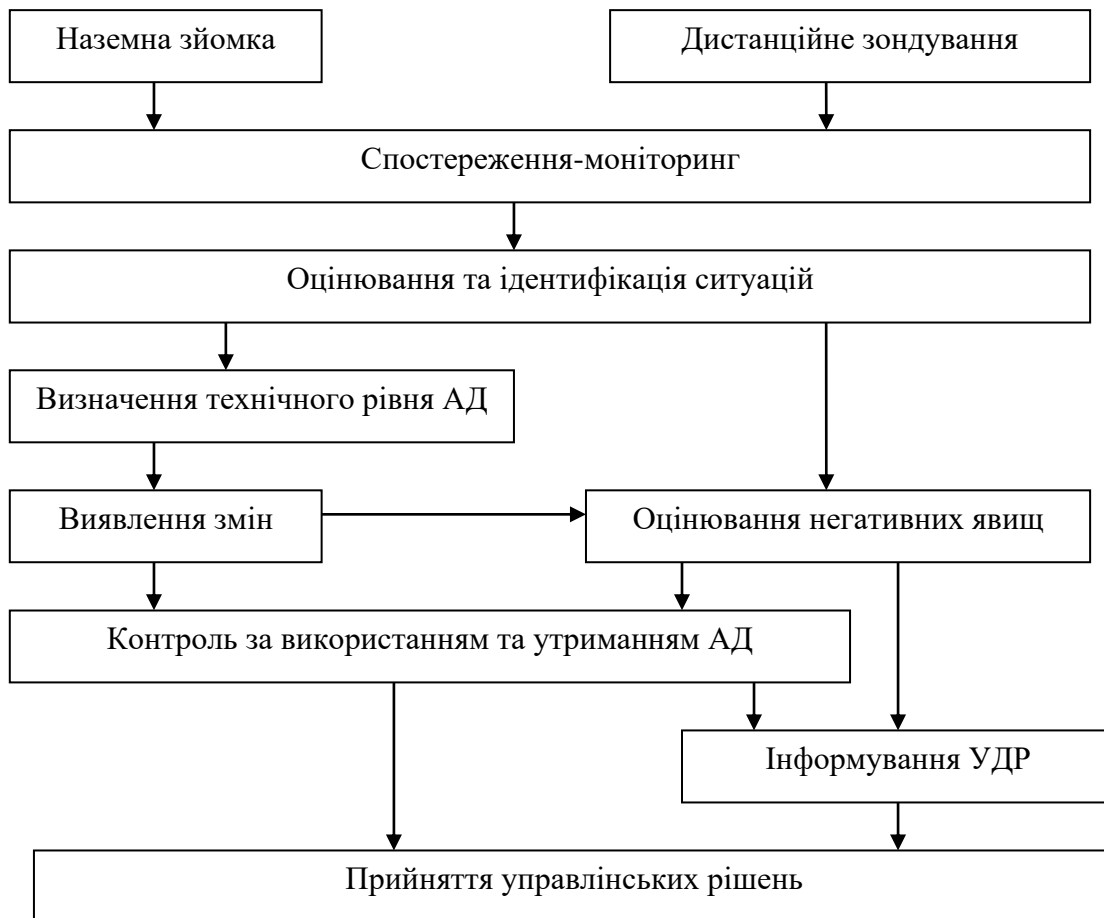 Наземна зйомка
Дистанційне зондування
Спостереження-моніторинг
Оцінювання та ідентифікація ситуацій
Визначення технічного рівня АД
Виявлення змін
Оцінювання негативних явищ
Контроль за використанням та утриманням АД
Інформування УДР
Прийняття управлінських рішень